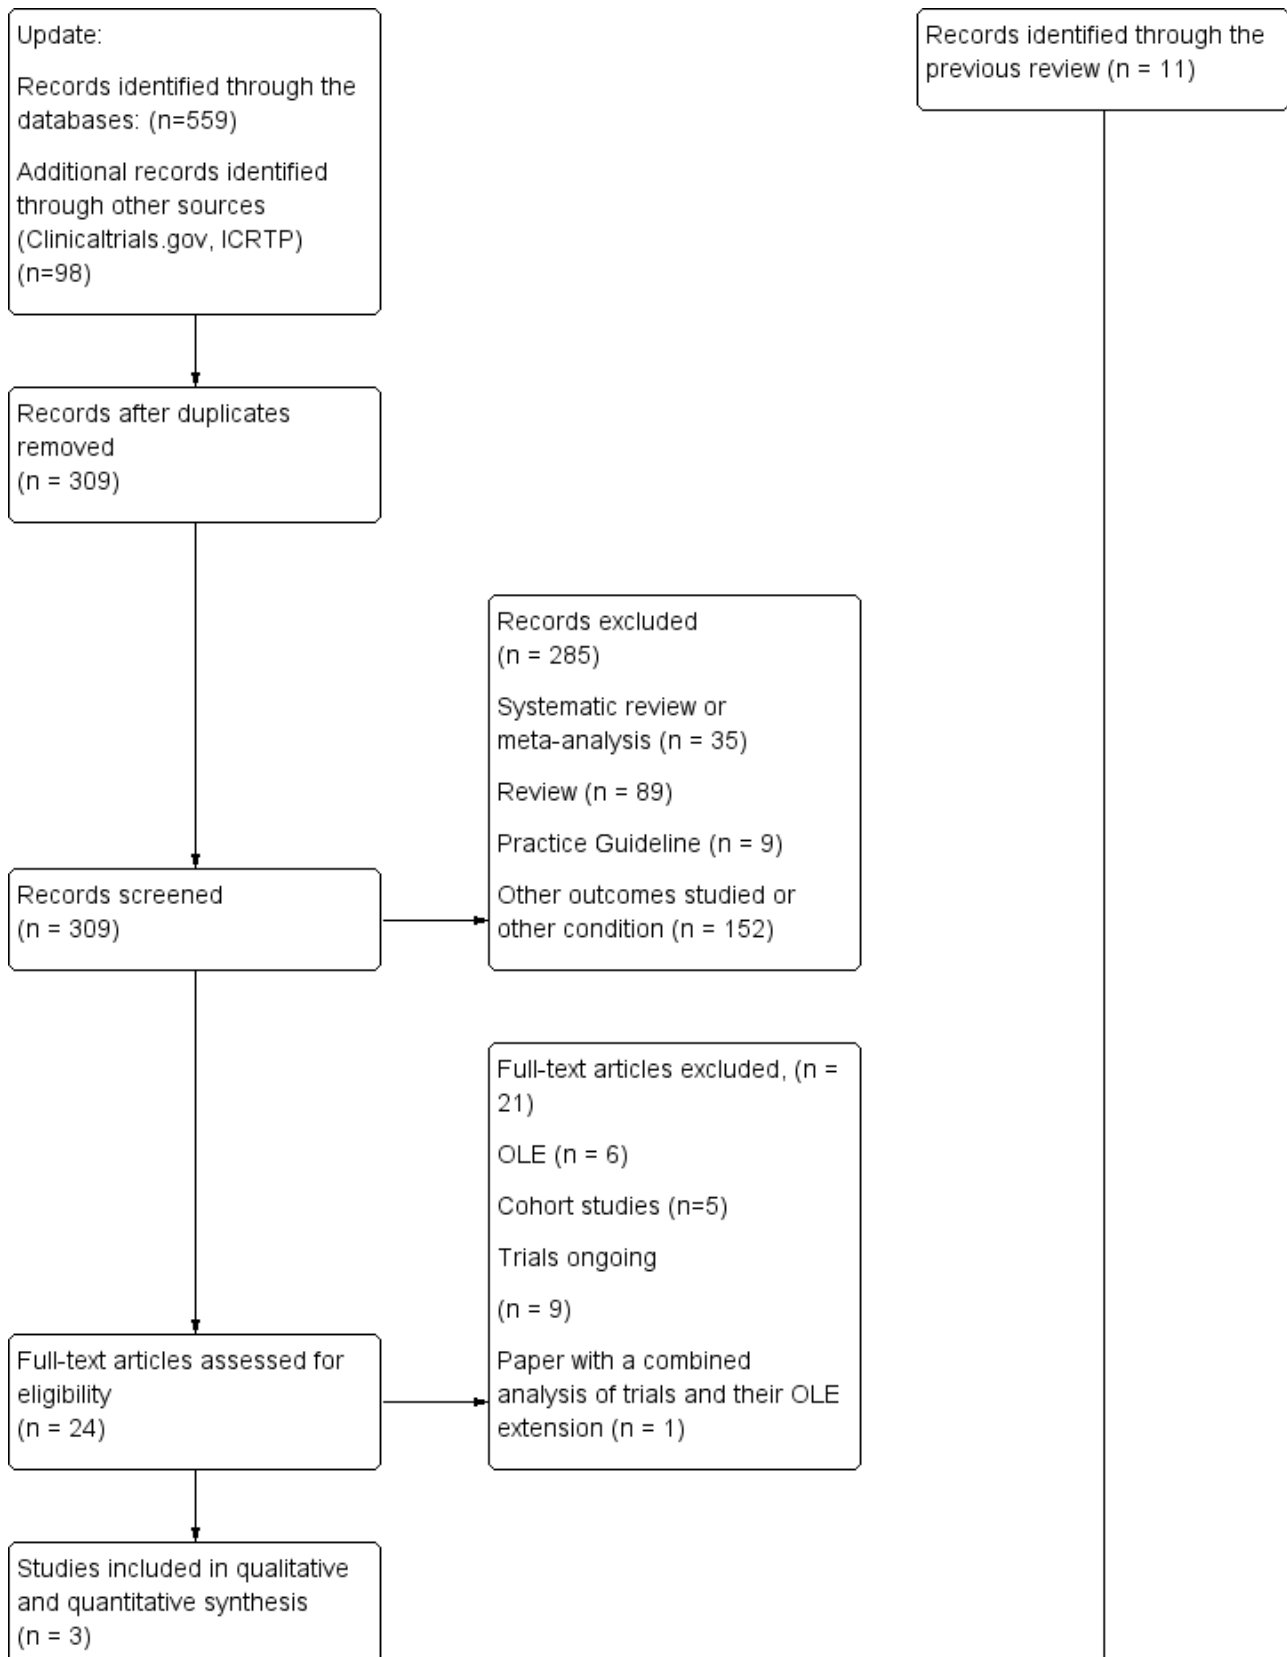 Update:
Records identified through the
databases: (n=559)
Additional records identified
through other sources
(Clinicaltrials.gov, ICRTP)
(n=98)
Records identified through the
previous review (n = 11)
Records after duplicates
removed
(n = 309)
Records excluded
(n = 285)
Systematic review or
meta-analysis (n = 35)
Review (n = 89)
Practice Guideline (n = 9)
Other outcomes studied or
other condition (n = 152)
Records screened
(n = 309)
Full-text articles excluded, (n =
21)
OLE (n = 6)
Cohort studies (n=5)
Trials ongoing
(n = 9)
Paper with a combined
analysis of trials and their OLE
extension (n = 1)
Full-text articles assessed for
eligibility
(n = 24)
Studies included in qualitative
and quantitative synthesis
(n = 3)